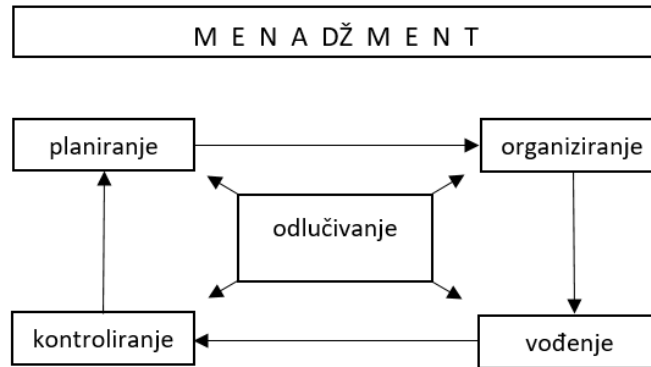 M E N A DŽ M E N T
planiranje
organiziranje
odlučivanje
kontroliranje
vođenje